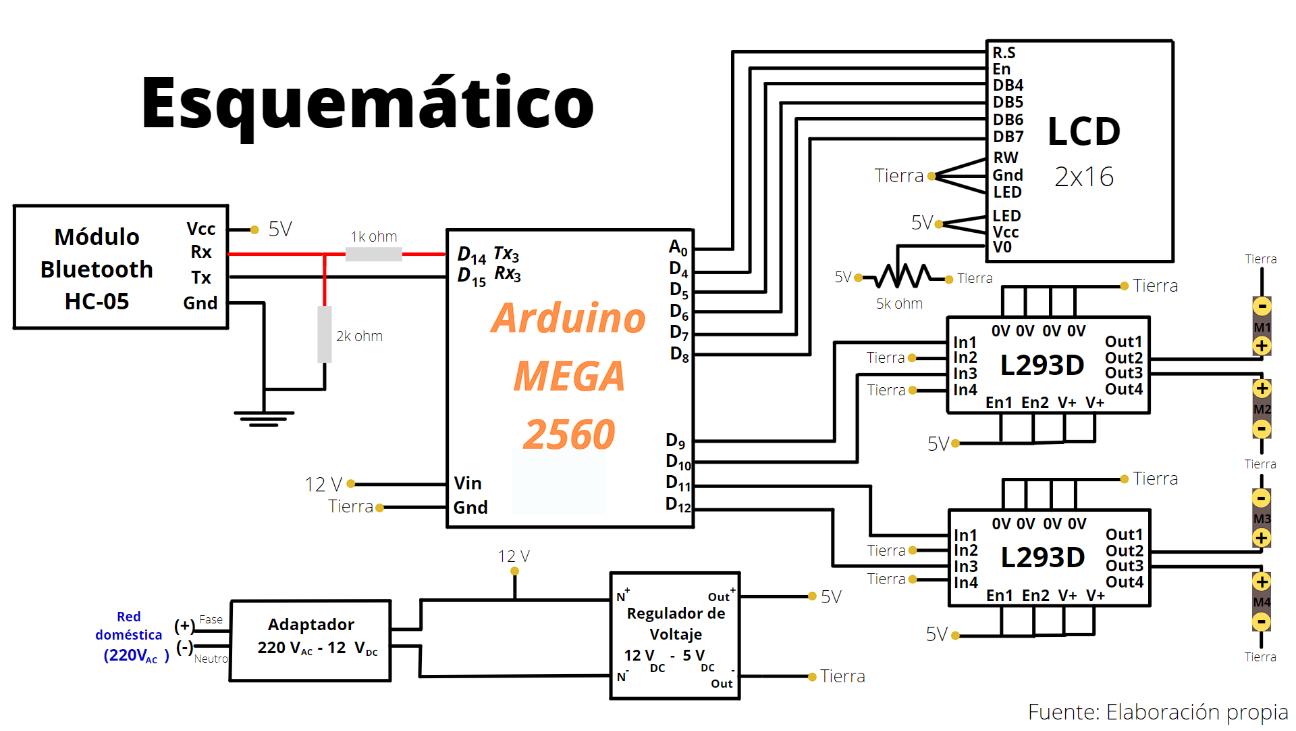 Esquemático
Módulo
Bluetooth
HC-05
Vcc
Rx
Tx
Gnd
5V
1k ohm
2k ohm
D14 Tx3
D15 Rx3
Arduino
MEGA
2560
A0
D4
D5
D6
D7
D8
D9
D10
D11
D12
12 V
Vin
Tierra
Gnd
R.S
En
DB4
DB5
DB6
DB7
RW
Gnd
LED
LED
Vcc
V0
LCD
2x16
Tierra
5V
5V
Tierra
5k ohm
Tierra
0V 0V 0V 0V
In1
In2
In3
In4
L293D
Out1
Out2
Out3
Out4
En1 En2 V+ V+
Tierra
Tierra
5V
Tierra
M1
M2
Tierra
Tierra
0V 0V 0V 0V
In1
In2
In3
In4
L293D
Out1
Out2
Out3
Out4
En1 En2 V+ V+
Tierra
Tierra
5V
M3
M4
Tierra
Red
doméstica
(220VAC )
(+) Fase
(-) Neutro
Adaptador
220 VAC - 12 VDC
12 V
N+
Out+
Regulador de
Voltaje
12 VDC - 5 VDC
N-
Out-
5V
Tierra
Fuente: Elaboración propia